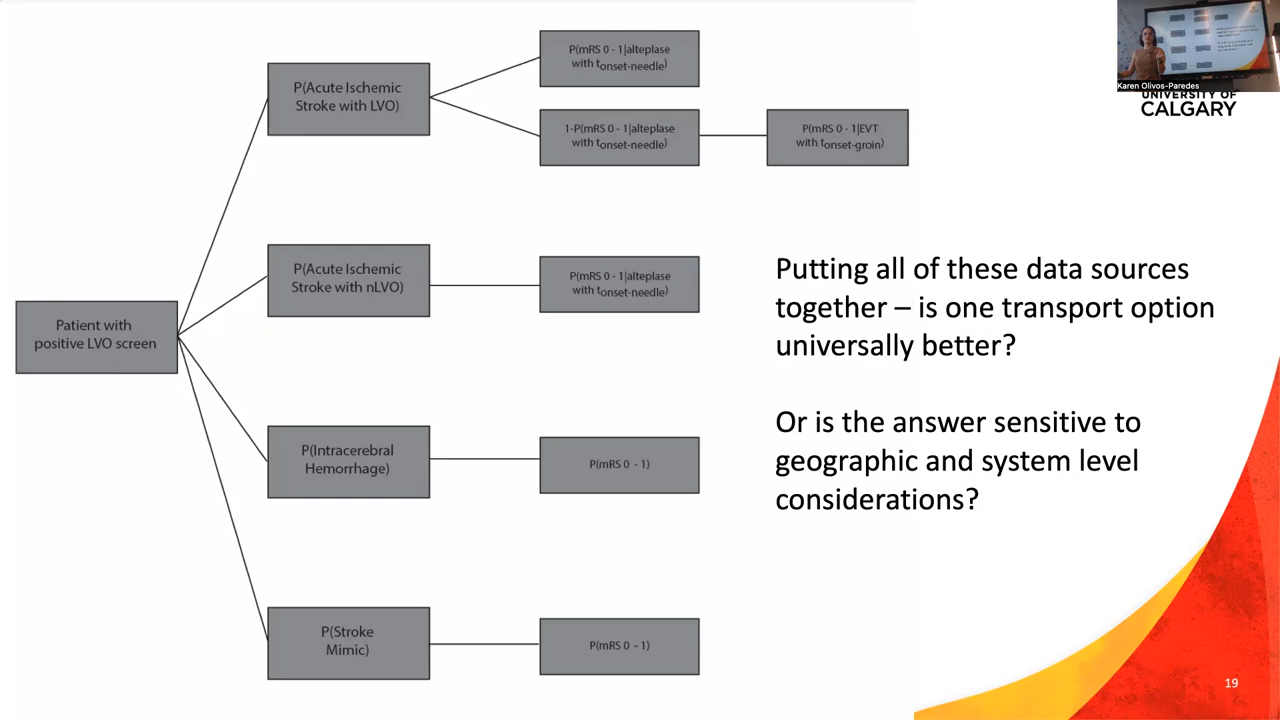 Karen Olivos-Paredes
UNIVERSITY OF
CALGARY
Patient with
positive LVO screen
P(Acute Ischemic
Stroke with LVO)
P(mRS 0 - 1|alteplase
with tonset-needle)
1-P(mRS 0 - 1|alteplase
with tonset-needle)
P(mRS 0 - 1|EVT
with tonset-groin)
P(Acute Ischemic
Stroke with nLVO)
P(mRS 0 - 1|alteplase
with tonset-needle)
P(Intracerebral
Hemorrhage)
P(mRS 0 - 1)
P(Stroke
Mimic)
P(mRS 0 - 1)
Putting all of these data sources
together – is one transport option
universally better?
Or is the answer sensitive to
geographic and system level
considerations?
19